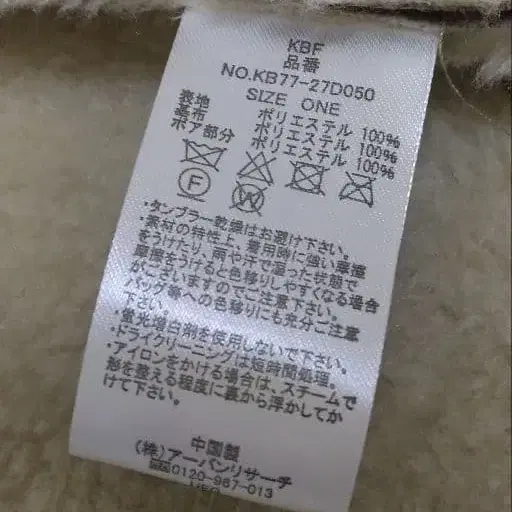 KBF
品番
NO.KB77-27D050
SIZE ONE
表地 ポリエステル 100%
基布 ポリエステル 100%
ボア部分 ポリエステル 100%
F W
・タンブラー乾燥はお避け下さい。
・素材の特性上、着用時に強い摩擦
をうけたり、雨や汗で湿った状態で
摩擦をうけると色移りしやすくなる場合
がございますのでご注意下さい。
バッグ等への色移りにも充分ご注意
下さい。
・蛍光増白剤を使用しないで下さい。
・ドライクリーニングは短時間処理。
・アイロンをかける場合は、スチームで
形を整える程度に裏から浮かしてか
けて下さい。
中国製
(株)アーバンリサーチ
0120-967-013